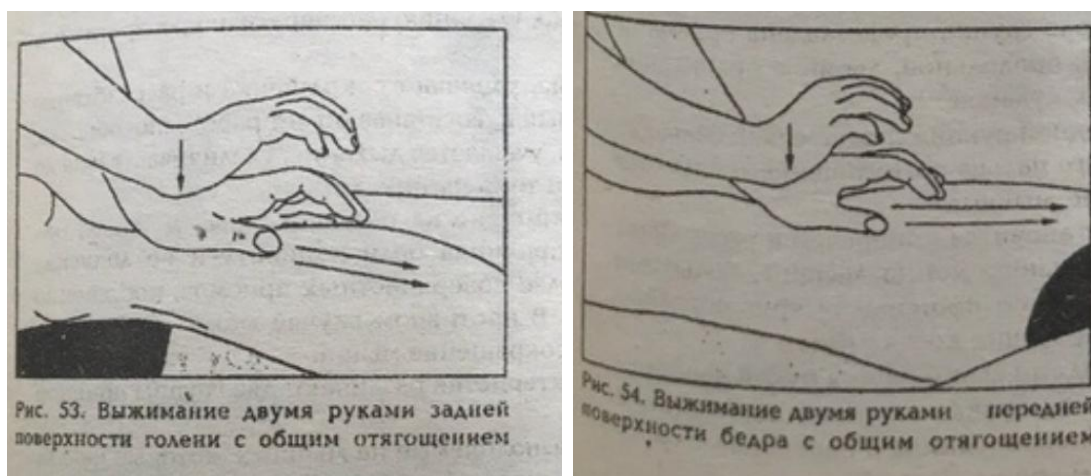 Рис. 53. Выжимание двумя руками задней
поверхности голени с общим отягощением
Рис. 54. Выжимание двумя руками передней
поверхности бедра с общим отягощением